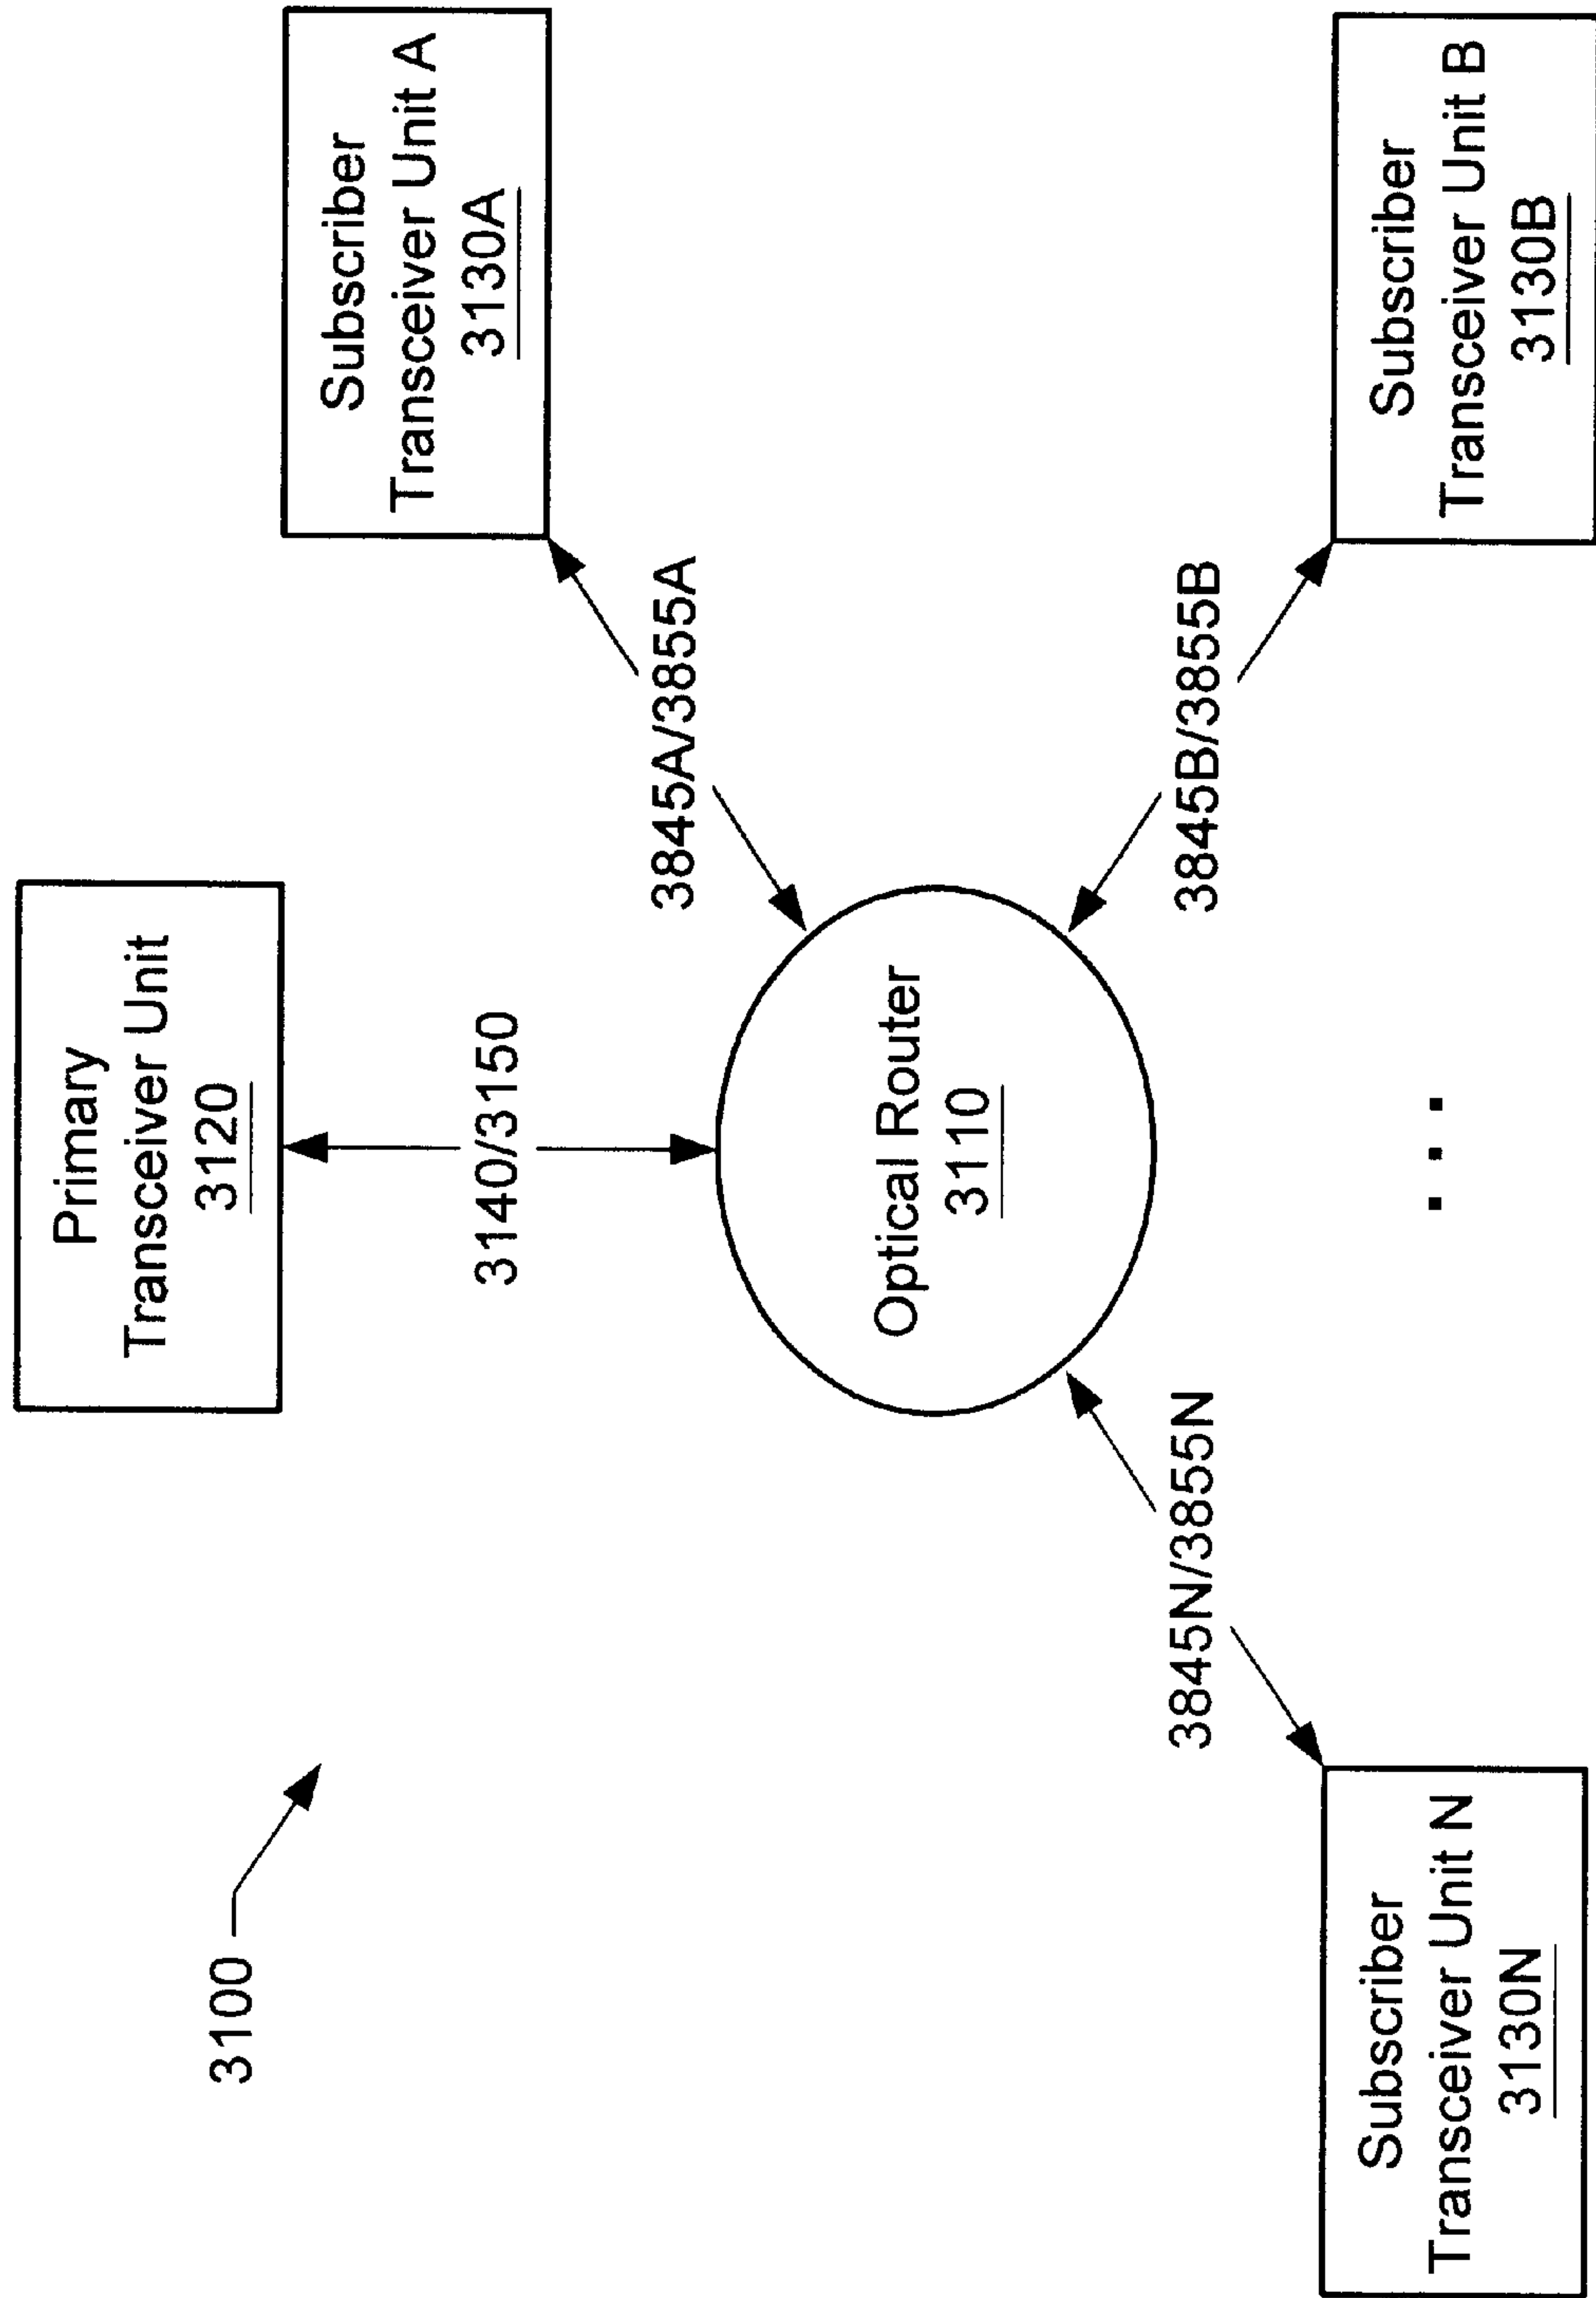 3100
Primary
Transceiver Unit
3120
3140/3150
Subscriber
Transceiver Unit A
3130A
3845A/3855A
Optical Router
3110
3845N/3855N
3845B/3855B
Subscriber
Transceiver Unit N
3130N
. . .
Subscriber
Transceiver Unit B
3130B